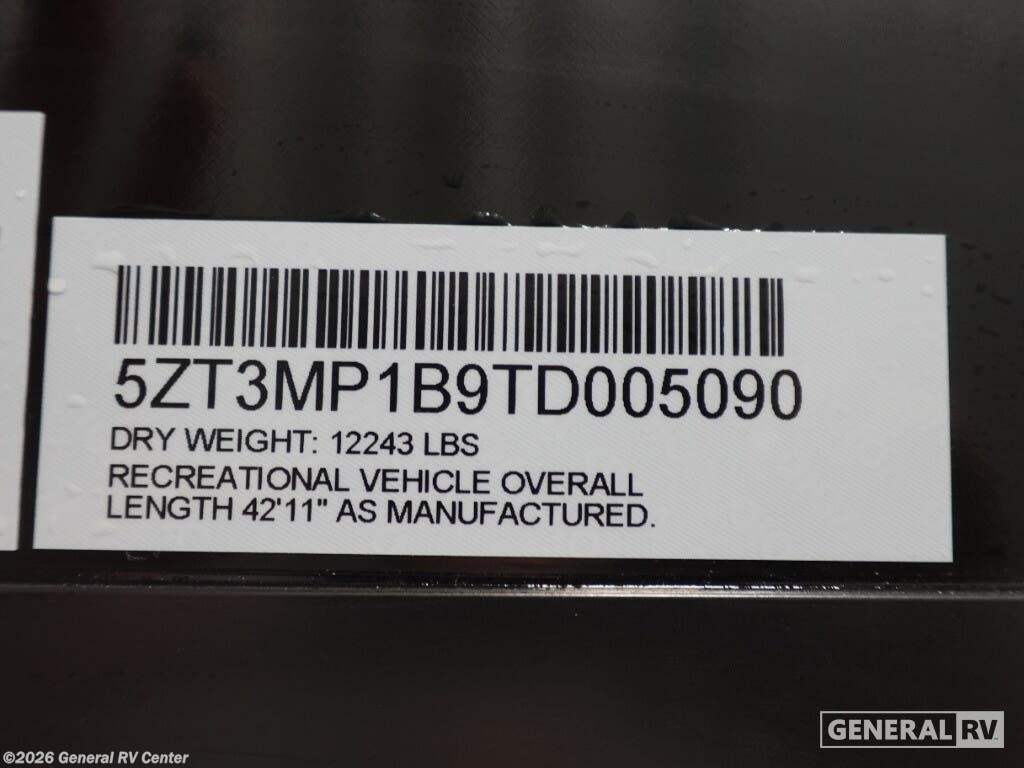 5ZT3MP1B9TD005090
DRY WEIGHT: 12243 LBS
RECREATIONAL VEHICLE OVERALL
LENGTH 42'11" AS MANUFACTURED.
GENERAL RV
©2026 General RV Center